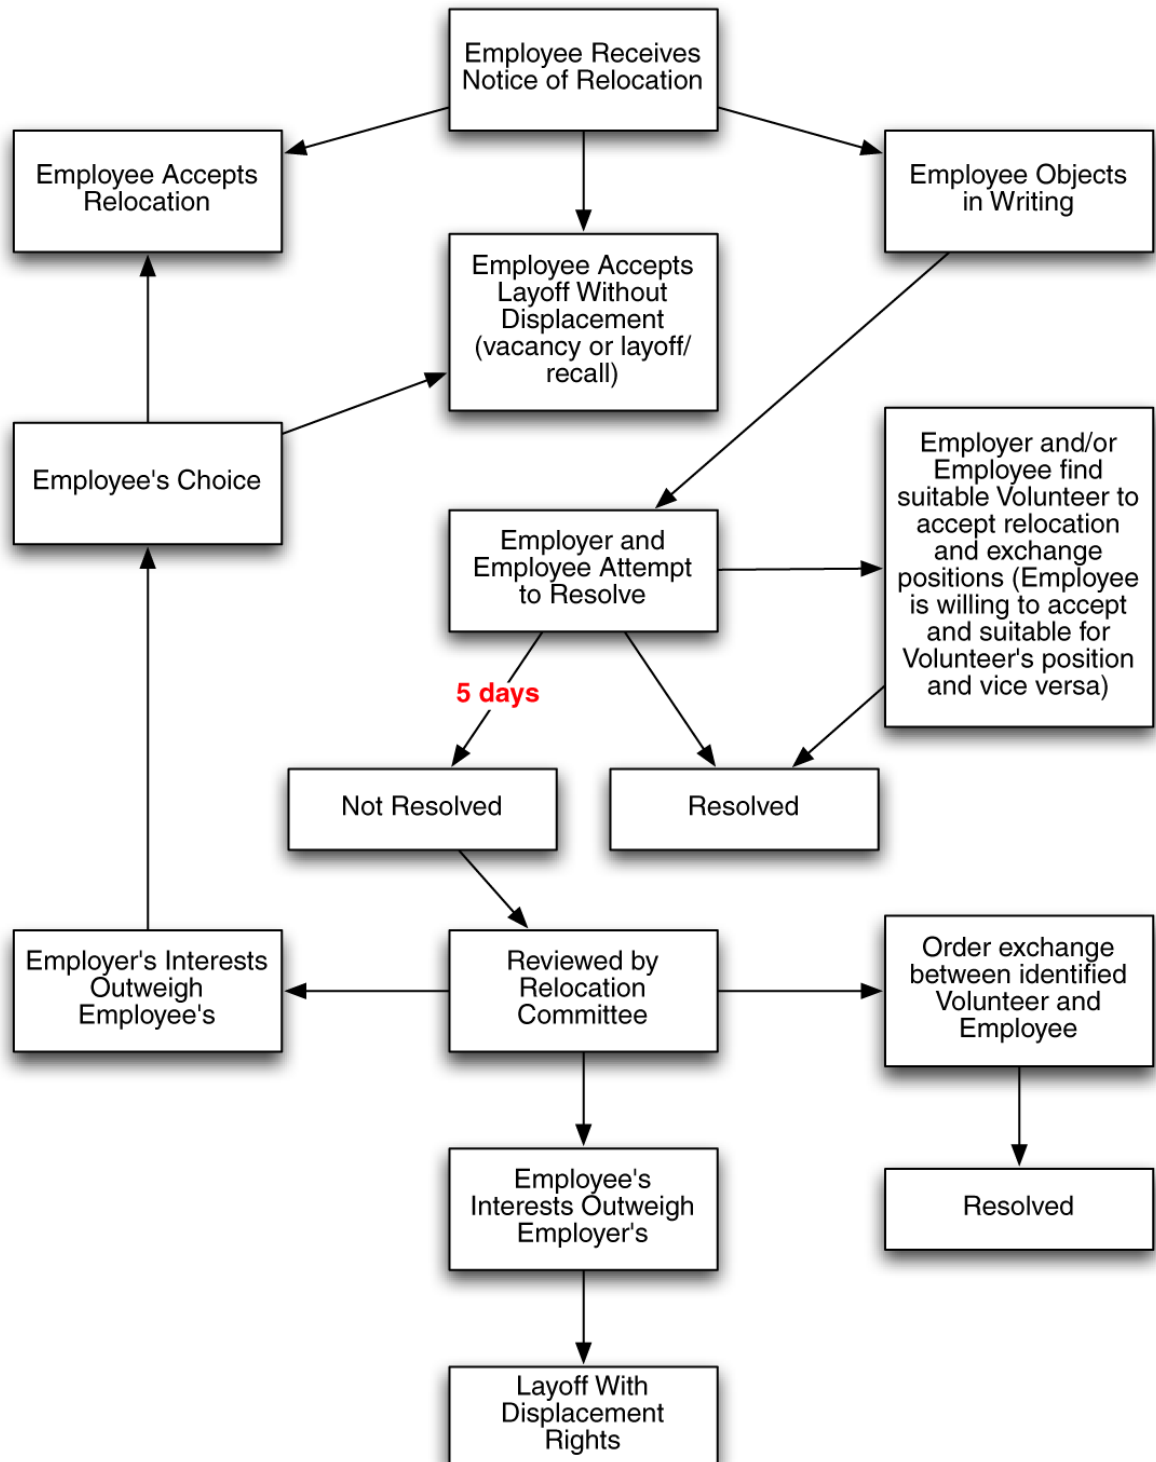 Employee Receives
Notice of Relocation
Employee Accepts
Relocation
Employee Objects
in Writing
Employee Accepts
Layoff Without
Displacement
(vacancy or layoff/
recall)
Employee's Choice
Employer and/or
Employee find
suitable Volunteer to
accept relocation
and exchange
positions (Employee
is willing to accept
and suitable for
Volunteer's position
and vice versa)
Employer and
Employee Attempt
to Resolve
5 days
Not Resolved
Resolved
Employer's Interests
Outweigh
Employee's
Reviewed by
Relocation
Committee
Order exchange
between identified
Volunteer and
Employee
Employee's
Interests Outweigh
Employer's
Resolved
Layoff With
Displacement
Rights